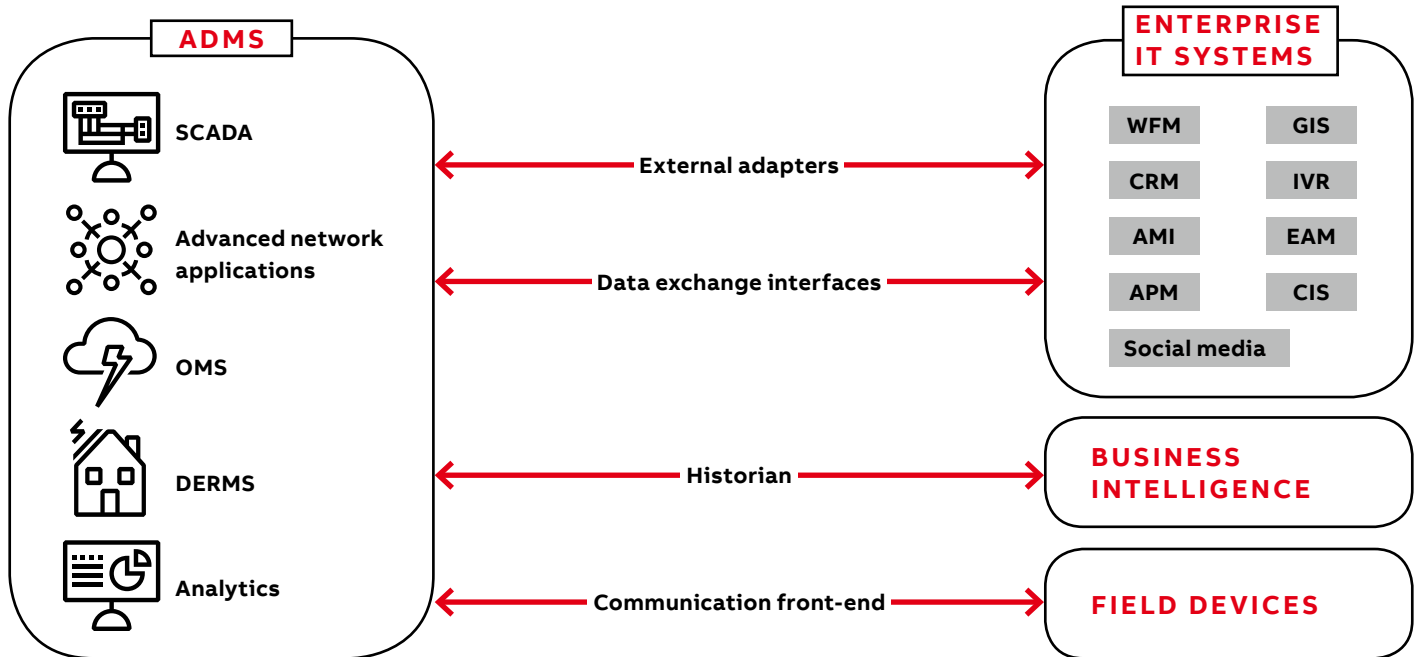 ADMS
SCADA
Advanced network
applications
OMS
DERMS
Analytics
External adapters
Data exchange interfaces
Historian
Communication front-end
ENTERPRISE
IT SYSTEMS
WFM
GIS
CRM
IVR
AMI
EAM
APM
CIS
Social media
BUSINESS
INTELLIGENCE
FIELD DEVICES